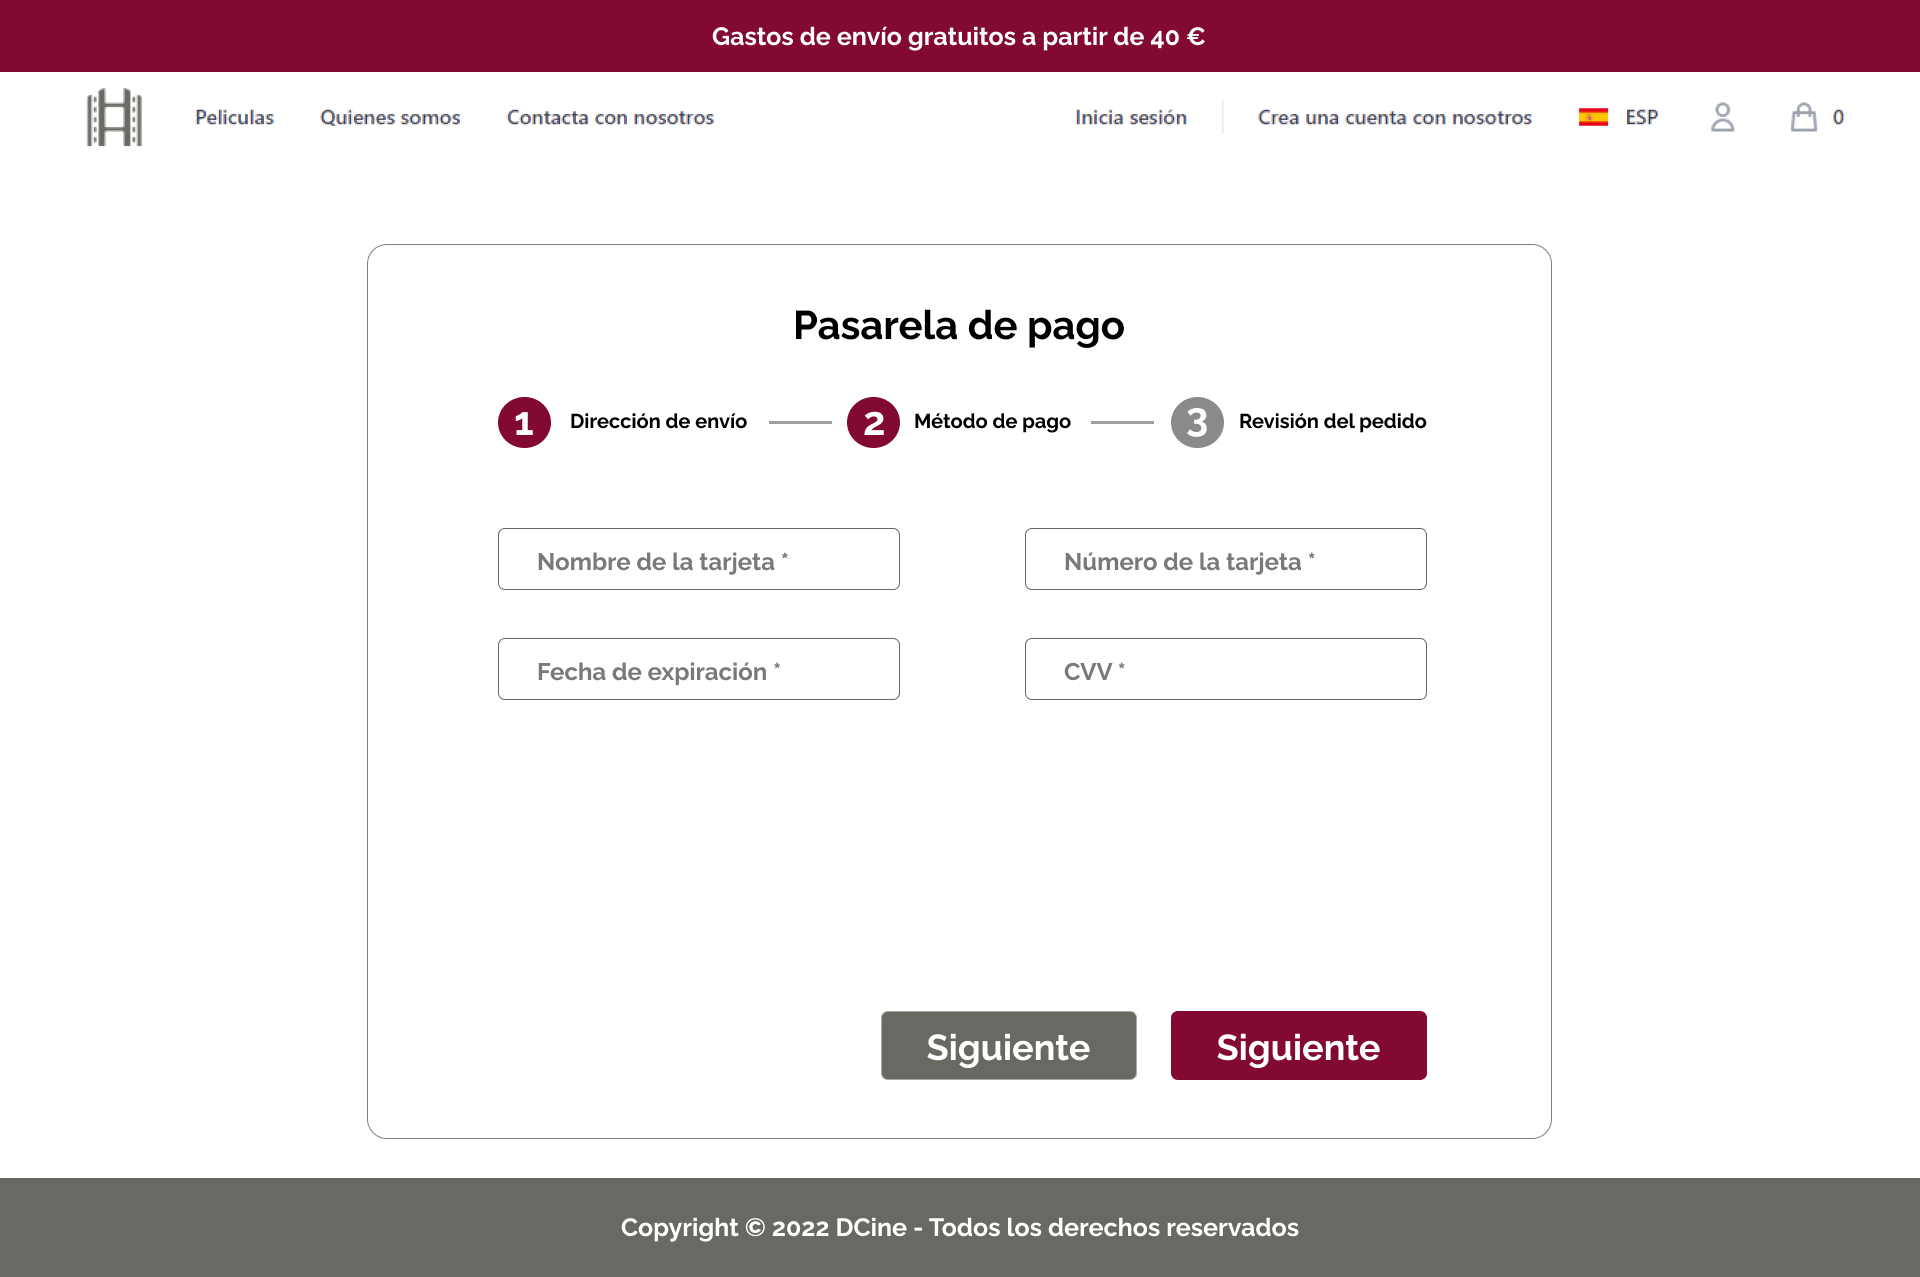 Gastos de envío gratuitos a partir de 40 €
Peliculas Quienes somos Contacta con nosotros Inicia sesión Crea una cuenta con nosotros ESP 0
Pasarela de pago
1 Dirección de envío 2 Método de pago 3 Revisión del pedido
Nombre de la tarjeta * Número de la tarjeta *
Fecha de expiración * CVV *
Siguiente Siguiente
Copyright © 2022 DCine - Todos los derechos reservados